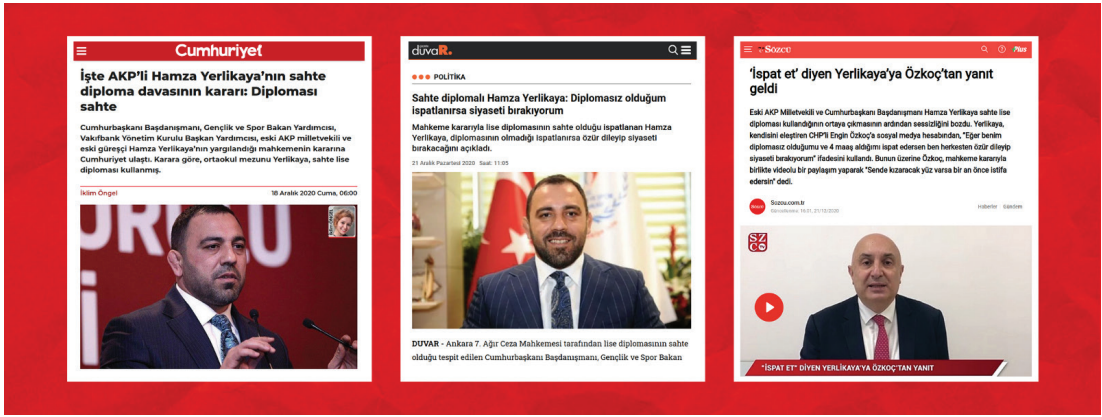 Cumhuriyet
İşte AKP’li Hamza Yerlikaya’nın sahte
diploma davasının kararı: Diploması
sahte
Cumhurbaşkanı Başdanışmanı, Gençlik ve Spor Bakan Yardımcısı,
Vakıfbank Yönetim Kurulu Başkan Yardımcısı, eski AKP milletvekili ve
eski güreşçi Hamza Yerlikaya’nın yargılandığı mahkemenin kararına
Cumhuriyet ulaştı. Karara göre, ortaokul mezunu Yerlikaya, sahte lise
diploması kullanmış.
İklim Öngel
18 Aralık 2020 Cuma, 06:00
duvaR.
POLİTİKA
Sahte diplomalı Hamza Yerlikaya: Diplomasız olduğum
ispatlanırsa siyaseti bırakıyorum
Mahkeme kararıyla lise diplomasının sahte olduğu ispatlanan Hamza
Yerlikaya, diplomasının olmadığı ispatlanırsa özür dileyip siyaseti
bırakacağını açıkladı.
21 Aralık Pazartesi 2020 Saat: 11:05
DUVAR - Ankara 7. Ağır Ceza Mahkemesi tarafından lise diplomasının sahte
olduğu tespit edilen Cumhurbaşkanı Başdanışmanı, Gençlik ve Spor Bakan
Sözcü
Plus
‘İspat et’ diyen Yerlikaya’ya Özkoç’tan yanıt
geldi
Eski AKP Milletvekili ve Cumhurbaşkanı Başdanışmanı Hamza Yerlikaya sahte lise
diploması kullandığının ortaya çıkmasının ardından sessizliğini bozdu. Yerlikaya,
kendisini eleştiren CHP'li Engin Özkoç'a sosyal medya hesabından, "Eğer benim
diplomasız olduğumu ve 4 maaş aldığımı ispat edersen ben herkesten özür dileyip
siyaseti bırakıyorum" ifadesini kullandı. Bunun üzerine Özkoç, mahkeme kararıyla
birlikte videolu bir paylaşım yaparak "Sende kızaracak yüz varsa bir an önce istifa
edersin" dedi.
Sözcü
Sozcu.com.tr
Haberler Gündem
SZC
"İSPAT ET" DİYEN YERLİKAYA'YA ÖZKOÇ'TAN YANIT